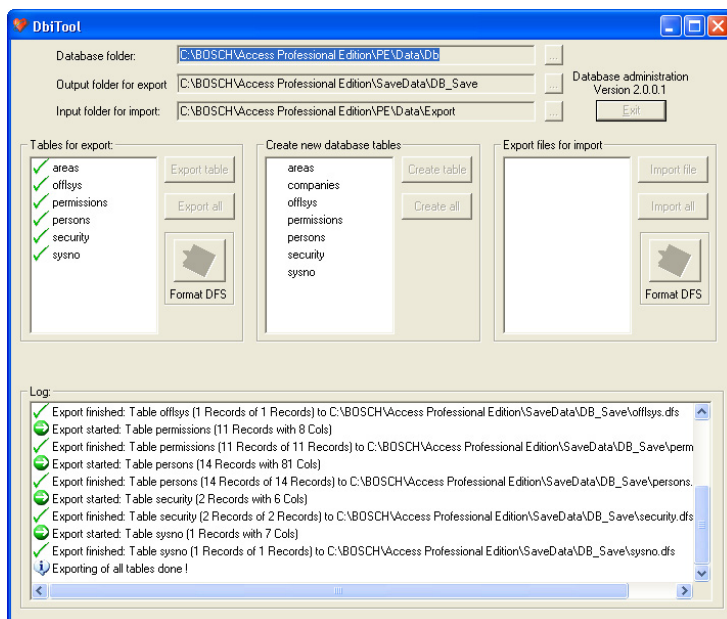 DbiTool
Database folder: C:\BOSCH\Access Professional Edition\PE\Data\Db ...
Output folder for export C:\BOSCH\Access Professional Edition\SaveData\DB_Save ...
Database administration
Version 2.0.0.1
Input folder for import: C:\BOSCH\Access Professional Edition\PE\Data\Export ...
Exit
Tables for export:
areas
offlsys
permissions
persons
security
sysno
Export table
Export all
Format DFS
Create new database tables
areas
companies
offlsys
permissions
persons
security
sysno
Create table
Create all
Export files for import
Import file
Import all
Format DFS
Log:
Export finished: Table offlsys (1 Records of 1 Records) to C:\BOSCH\Access Professional Edition\SaveData\DB_Save\offlsys.dfs
Export started: Table permissions (11 Records with 8 Cols)
Export finished: Table permissions (11 Records of 11 Records) to C:\BOSCH\Access Professional Edition\SaveData\DB_Save\perm
Export started: Table persons (14 Records with 81 Cols)
Export finished: Table persons (14 Records of 14 Records) to C:\BOSCH\Access Professional Edition\SaveData\DB_Save\persons.
Export started: Table security (2 Records with 6 Cols)
Export finished: Table security (2 Records of 2 Records) to C:\BOSCH\Access Professional Edition\SaveData\DB_Save\security.dfs
Export started: Table sysno (1 Records with 7 Cols)
Export finished: Table sysno (1 Records of 1 Records) to C:\BOSCH\Access Professional Edition\SaveData\DB_Save\sysno.dfs
Exporting of all tables done !